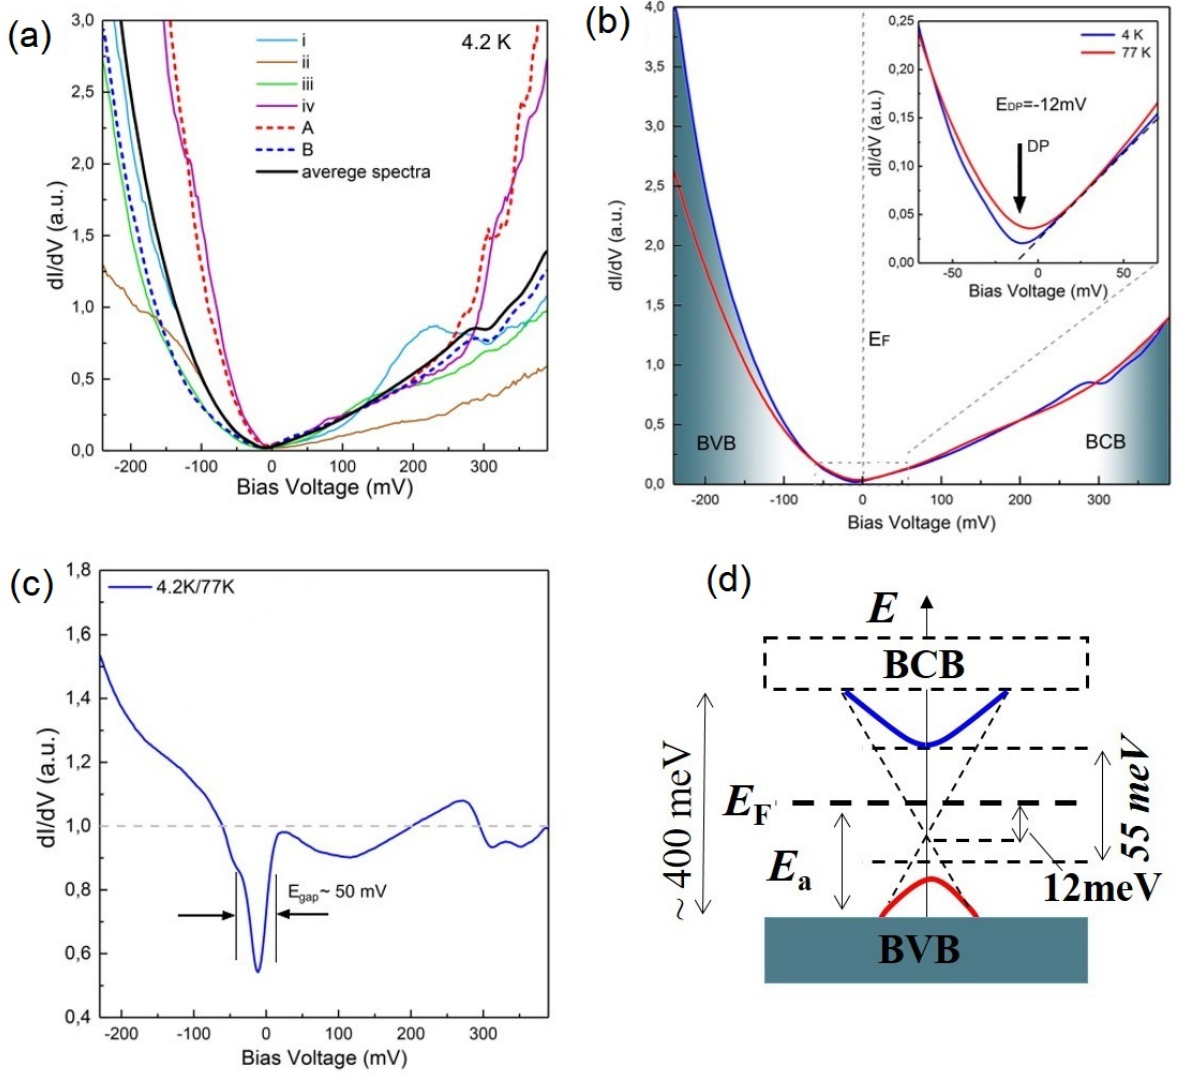 (a)
4.2 K
i
ii
iii
iv
A
B
averege spectra
3,0
2,5
2,0
1,5
1,0
0,5
0,0
dI/dV (a.u.)
-200 -100 0 100 200 300
Bias Voltage (mV)
(b)
4,0
3,5
3,0
2,5
2,0
1,5
1,0
0,5
0,0
dI/dV (a.u.)
BVB
EF
BCB
-200 -100 0 100 200 300
Bias Voltage (mV)
0,25
0,20
0,15
0,10
0,05
0,00
dI/dV (a.u.)
4 K
77 K
EDP=-12mV
DP
-50 0 50
Bias Voltage (mV)
(c)
4.2K/77K
1,8
1,6
1,4
1,2
1,0
0,8
0,6
0,4
dI/dV (a.u.)
Egap~ 50 mV
-200 -100 0 100 200 300
Bias Voltage (mV)
(d)
E
BCB
~ 400 meV
EF
Ea
55 meV
12meV
BVB